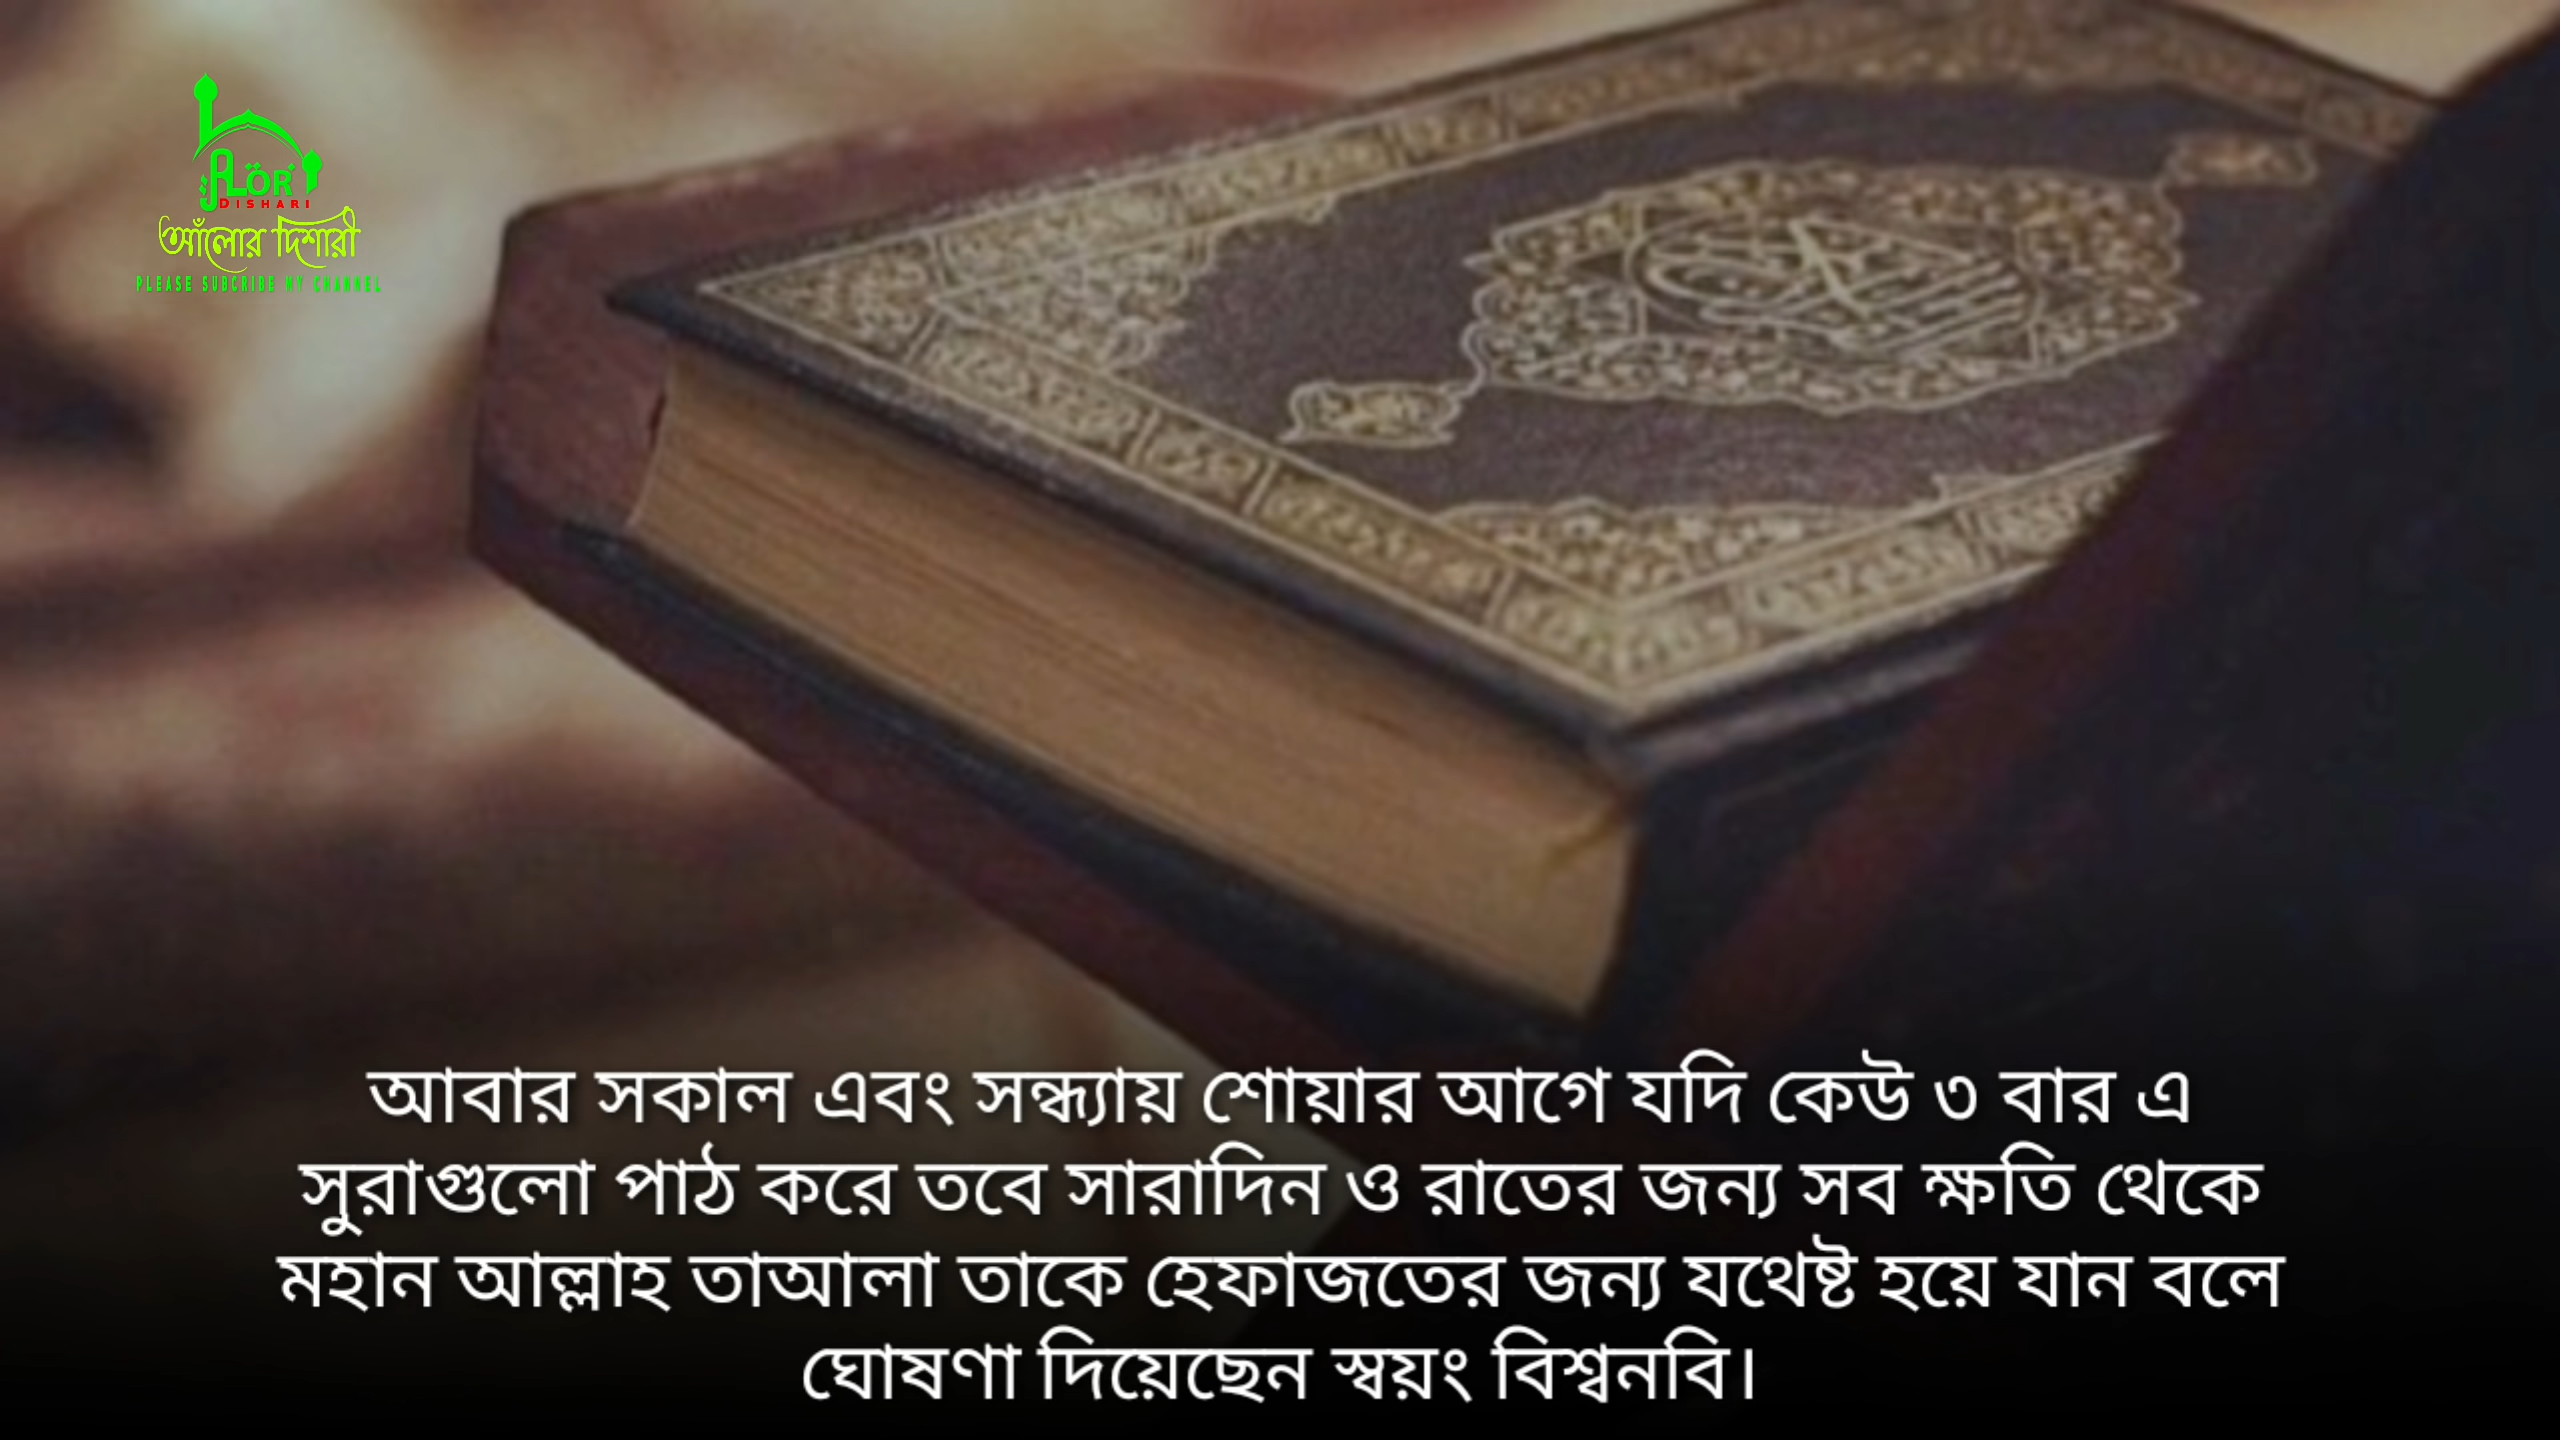 ALOR
DISHARI
আঁলোর দিশারী
PLEASE SUBCRIBE MY CHANNEL
আবার সকাল এবং সন্ধ্যায় শোয়ার আগে যদি কেউ ৩ বার এ
সুরাগুলো পাঠ করে তবে সারাদিন ও রাতের জন্য সব ক্ষতি থেকে
মহান আল্লাহ তাআলা তাকে হেফাজতের জন্য যথেষ্ট হয়ে যান বলে
ঘোষণা দিয়েছেন স্বয়ং বিশ্বনবি।